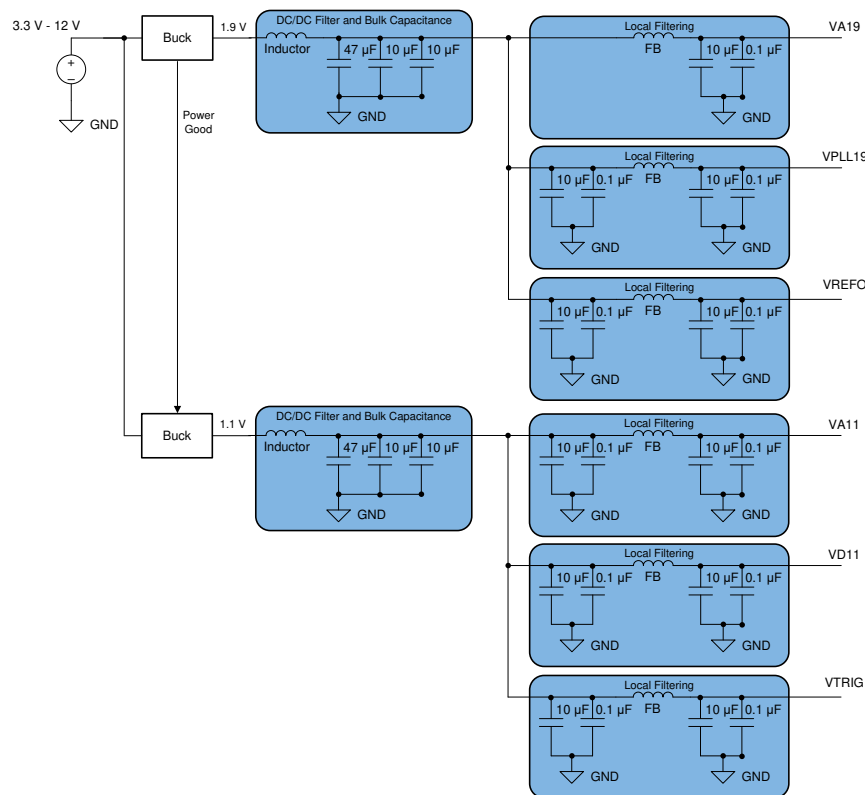 3.3 V - 12 V
+
–
GND
Buck
1.9 V
Power
Good
DC/DC Filter and Bulk Capacitance
Inductor
47 µF 10 µF 10 µF
GND
Local Filtering
FB
10 µF 0.1 µF
GND
VA19
Local Filtering
10 µF 0.1 µF FB 10 µF 0.1 µF
GND GND
VPLL19
Local Filtering
10 µF 0.1 µF FB 10 µF 0.1 µF
GND GND
VREFO
Buck
1.1 V
DC/DC Filter and Bulk Capacitance
Inductor
47 µF 10 µF 10 µF
GND
Local Filtering
10 µF 0.1 µF FB 10 µF 0.1 µF
GND GND
VA11
Local Filtering
10 µF 0.1 µF FB 10 µF 0.1 µF
GND GND
VD11
Local Filtering
10 µF 0.1 µF FB 10 µF 0.1 µF
GND GND
VTRIG